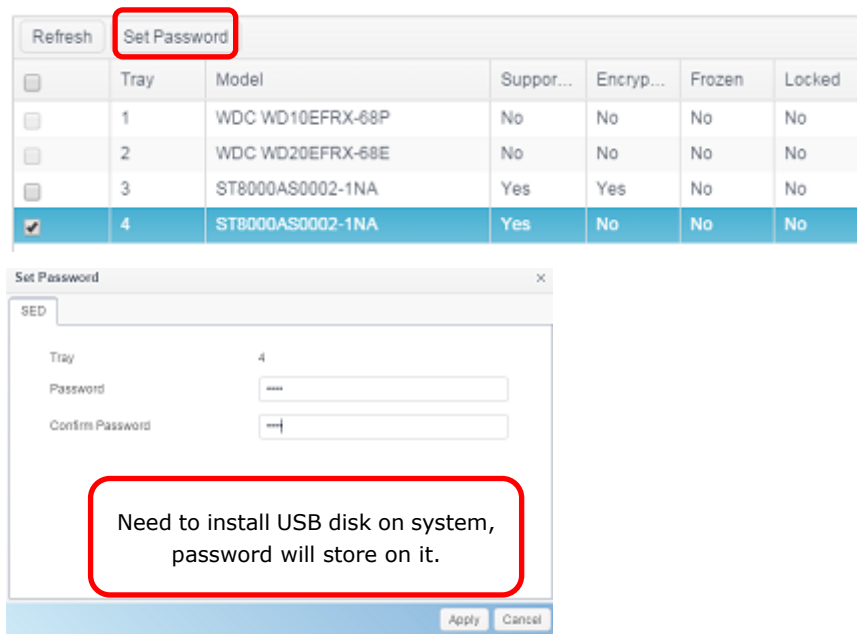 Refresh Set Password
Tray Model Suppor... Encryp... Frozen Locked
1 WDC WD10EFRX-68P No No No No
2 WDC WD20EFRX-68E No No No No
3 ST8000AS0002-1NA Yes Yes No No
4 ST8000AS0002-1NA Yes No No No
Set Password
SED
Tray 4
Password ••••
Confirm Password ••••
Need to install USB disk on system,
password will store on it.
Apply Cancel